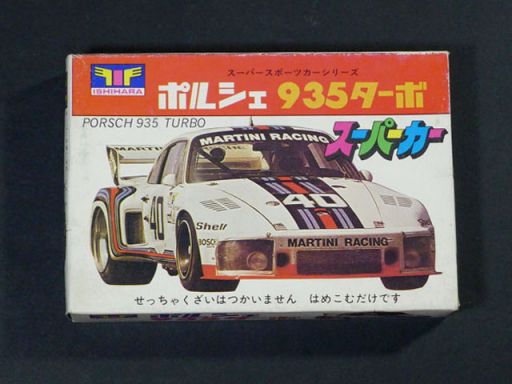 スーパースポーツカーシリーズ
ISHIHARA
ポルシェ 935ターボ
PORSCH 935 TURBO
スーパーカー
MARTINI RACING
MARTINI
40
40
Shell
BOSCH
MARTINI RACING
せっちゃくざいはつかいません はめこむだけです